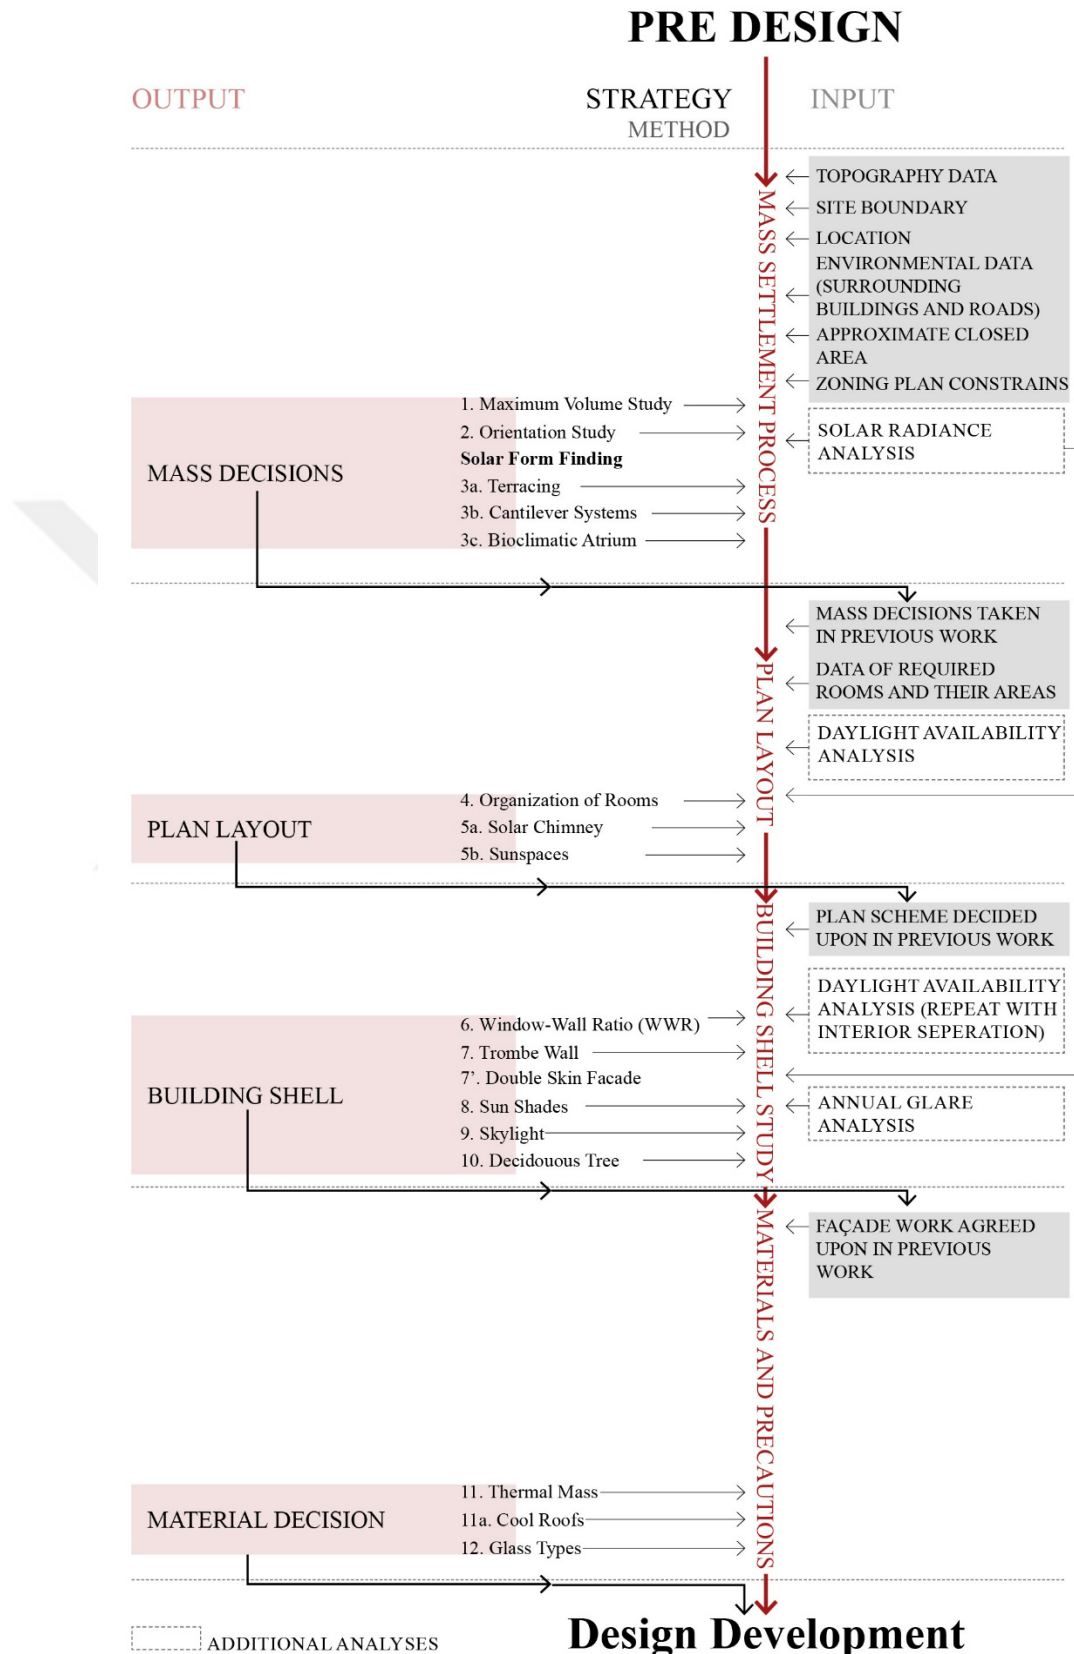 PRE DESIGN
OUTPUT
STRATEGY
METHOD
INPUT
MASS SETTLEMENT PROCESS
TOPOGRAPHY DATA
SITE BOUNDARY
LOCATION
ENVIRONMENTAL DATA
(SURROUNDING
BUILDINGS AND ROADS)
APPROXIMATE CLOSED
AREA
ZONING PLAN CONSTRAINS
SOLAR RADIANCE
ANALYSIS
MASS DECISIONS
1. Maximum Volume Study
2. Orientation Study
Solar Form Finding
3a. Terracing
3b. Cantilever Systems
3c. Bioclimatic Atrium
PLAN LAYOUT
MASS DECISIONS TAKEN
IN PREVIOUS WORK
DATA OF REQUIRED
ROOMS AND THEIR AREAS
DAYLIGHT AVAILABILITY
ANALYSIS
PLAN LAYOUT
4. Organization of Rooms
5a. Solar Chimney
5b. Sunspaces
BUILDING SHELL STUDY
PLAN SCHEME DECIDED
UPON IN PREVIOUS WORK
DAYLIGHT AVAILABILITY
ANALYSIS (REPEAT WITH
INTERIOR SEPERATION)
ANNUAL GLARE
ANALYSIS
BUILDING SHELL
6. Window-Wall Ratio (WWR)
7. Trombe Wall
7’. Double Skin Facade
8. Sun Shades
9. Skylight
10. Decidouous Tree
MATERIALS AND PRECAUTIONS
FAÇADE WORK AGREED
UPON IN PREVIOUS
WORK
MATERIAL DECISION
11. Thermal Mass
11a. Cool Roofs
12. Glass Types
ADDITIONAL ANALYSES
Design Development